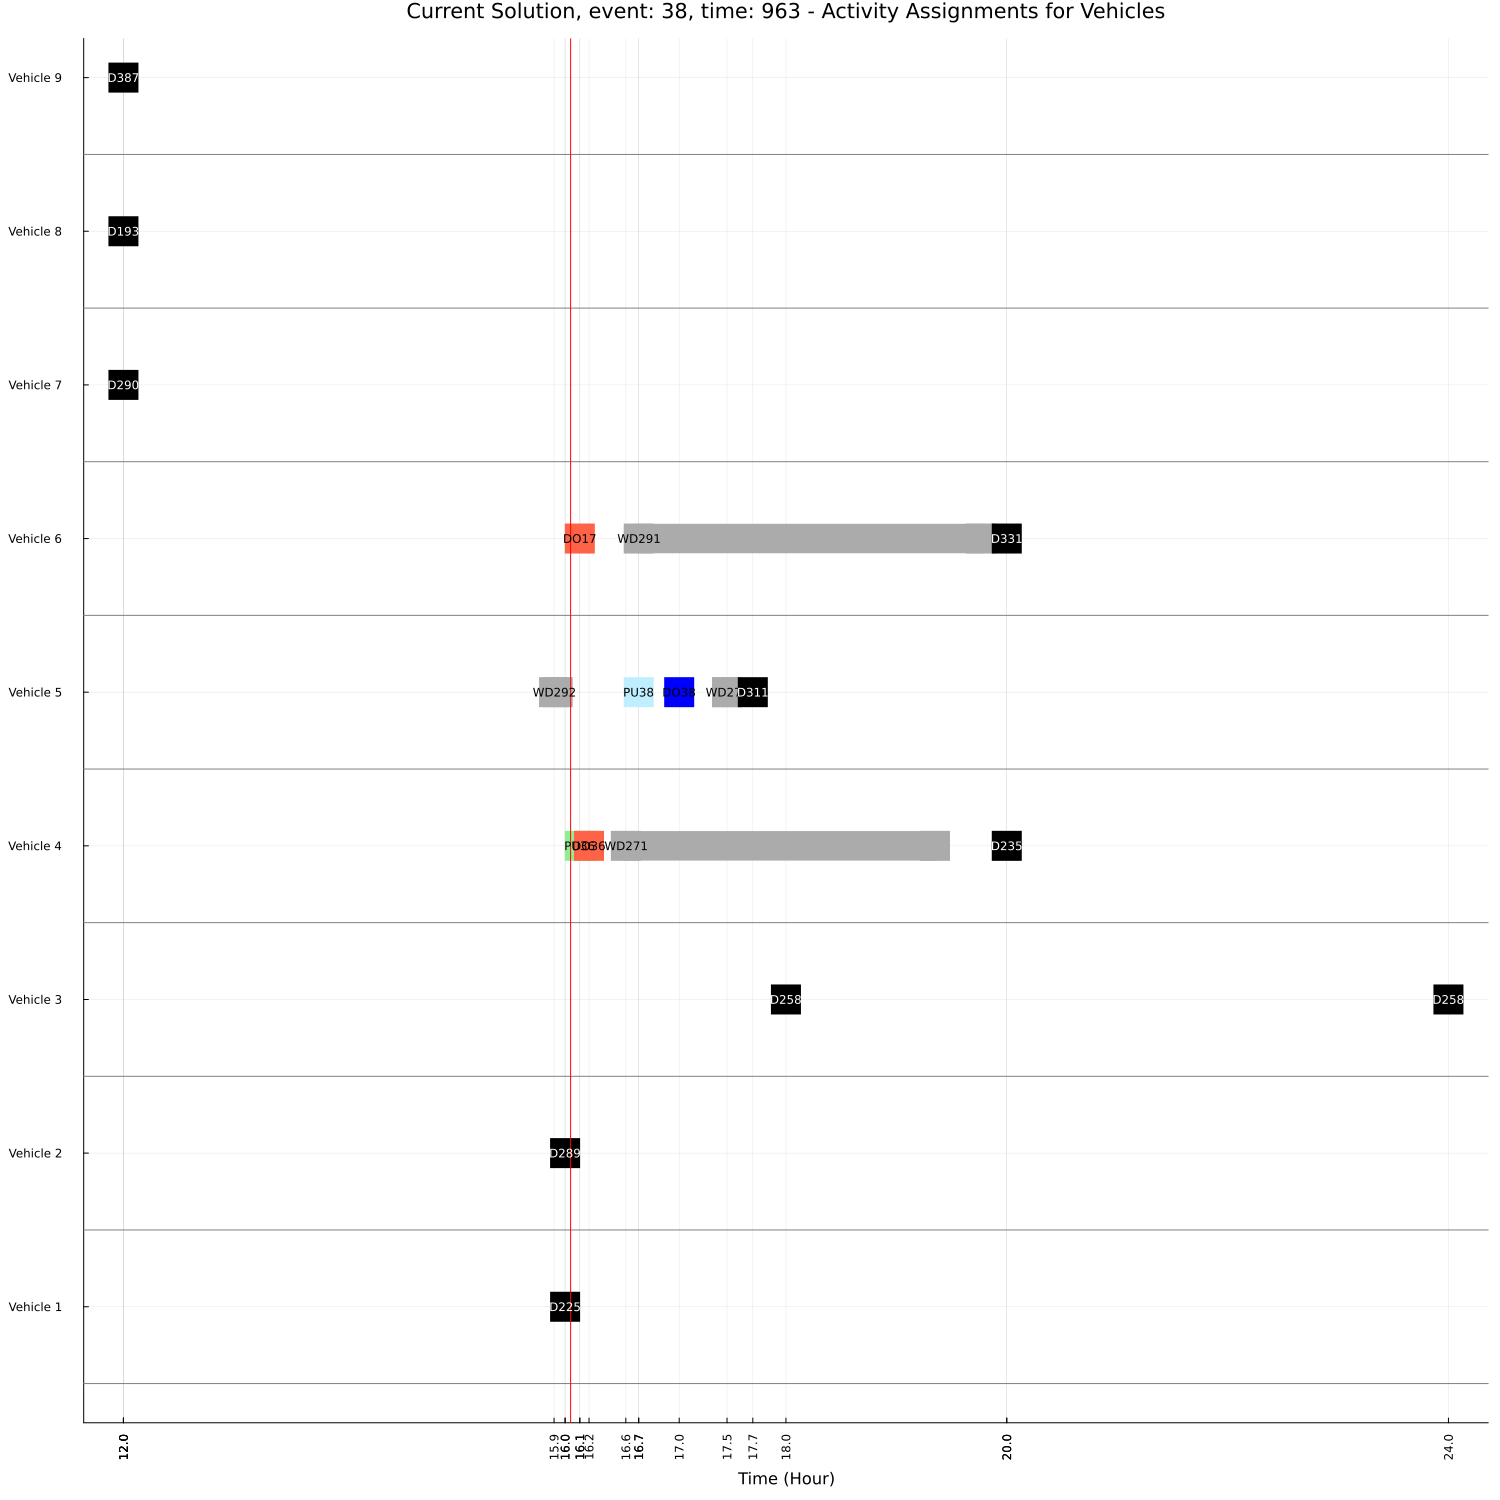 Current Solution, event: 38, time: 963 - Activity Assignments for Vehicles
Vehicle 9
D387
Vehicle 8
D193
Vehicle 7
D290
Vehicle 6
DO17
WD291
D331
Vehicle 5
WD292
PU38
DO38
D311
Vehicle 4
DO36
WD271
D235
Vehicle 3
D258
D258
Vehicle 2
D289
Vehicle 1
D225
12.0
15.9
16.0
16.1
16.2
16.6
16.7
17.0
17.5
17.7
18.0
20.0
24.0
Time (Hour)